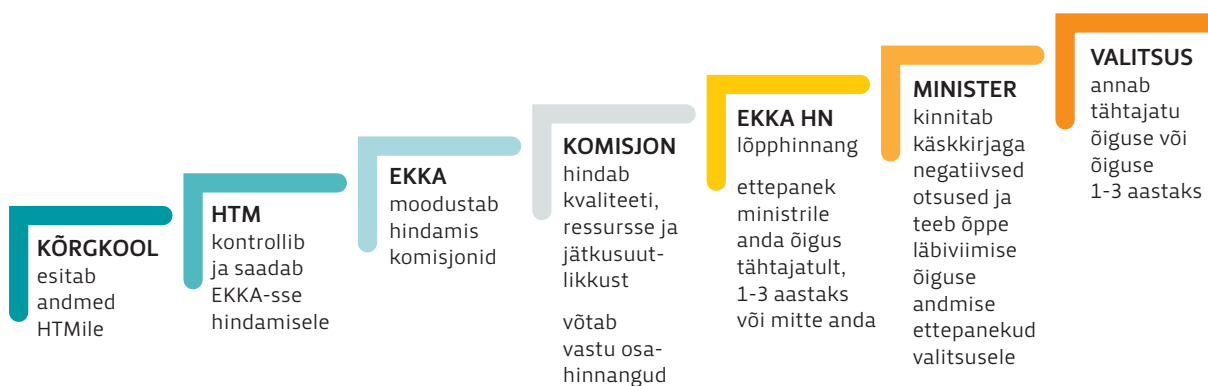 KÕRGKOOL
esitab
andmed
HTMile
HTM
kontrollib
ja saadab
EKKA-sse
hindamisele
EKKA
moodustab
hindamis
komisjonid
KOMISJON
hindab
kvaliteeti,
ressursse ja
jätkusuut-
likkust
võtab
vastu osa-
hinnangud
EKKA HN
lõpphinnang
ettepanek
ministrile
anda õigus
tähtajatult,
1-3 aastaks
või mitte anda
MINISTER
kinnitab
käskkirjaga
negatiivsed
otsused ja
teeb õppe
läbiviimise
õiguse
andmise
ettepanekud
valitsusele
VALITSUS
annab
tähtajatu
õiguse või
õiguse
1-3 aastaks